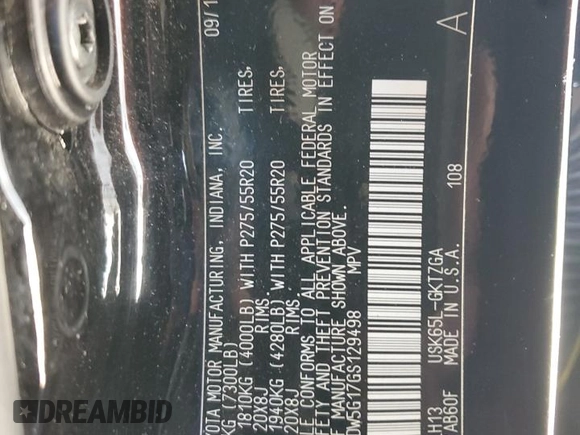 09/1
OTA MOTOR MANUFACTURING, INDIANA, INC.
KG (7300LB)
1810KG (4000LB) WITH P275/55R20 TIRES,
20X8J RIMS
1940KG (4280LB) WITH P275/55R20 TIRES,
20X8J RIMS
LE CONFORMS TO ALL APPLICABLE FEDERAL MOTOR
FETY AND THEFT PREVENTION STANDARDS IN EFFECT ON
F MANUFACTURE SHOWN ABOVE.
DW5G17GS129498 MPV
H13 USK65L-GKTZGA
AB60F MADE IN U.S.A. 108 A
DREAMBID